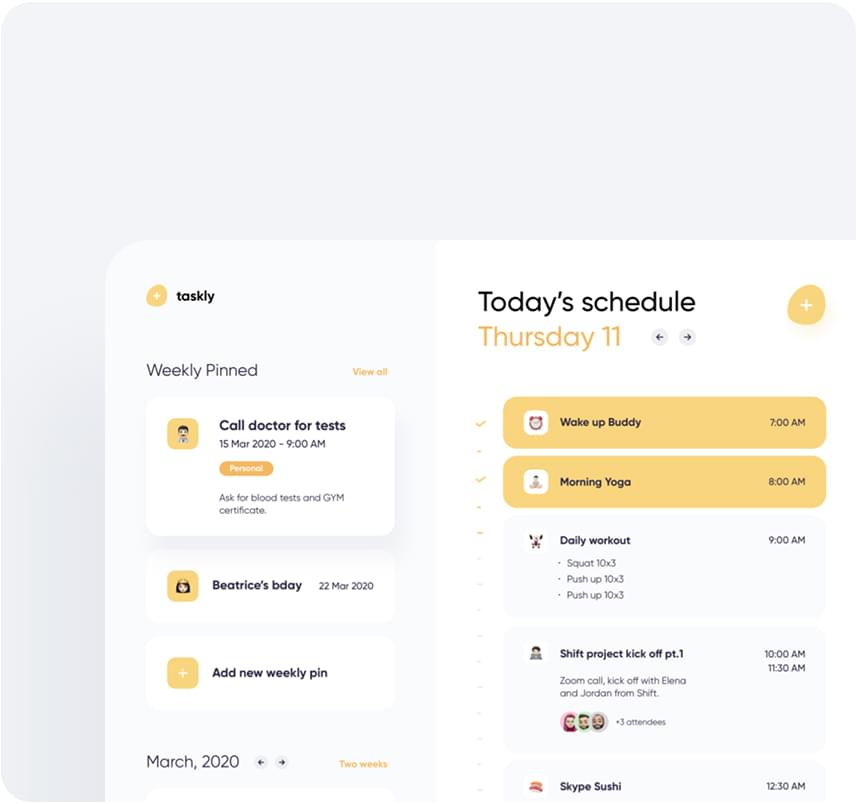 taskly
Weekly Pinned
View all
Call doctor for tests
15 Mar 2020 - 9:00 AM
Personal
Ask for blood tests and GYM
certificate.
Beatrice's bday 22 Mar 2020
Add new weekly pin
March, 2020
Two weeks
Today's schedule
Thursday 11
Wake up Buddy 7:00 AM
Morning Yoga 8:00 AM
Daily workout 9:00 AM
· Squat 10x3
· Push up 10x3
· Push up 10x3
Shift project kick off pt.1 10:00 AM
11:30 AM
Zoom call, kick off with Elena
and Jordan from Shift.
+3 attendees
Skype Sushi 12:30 AM